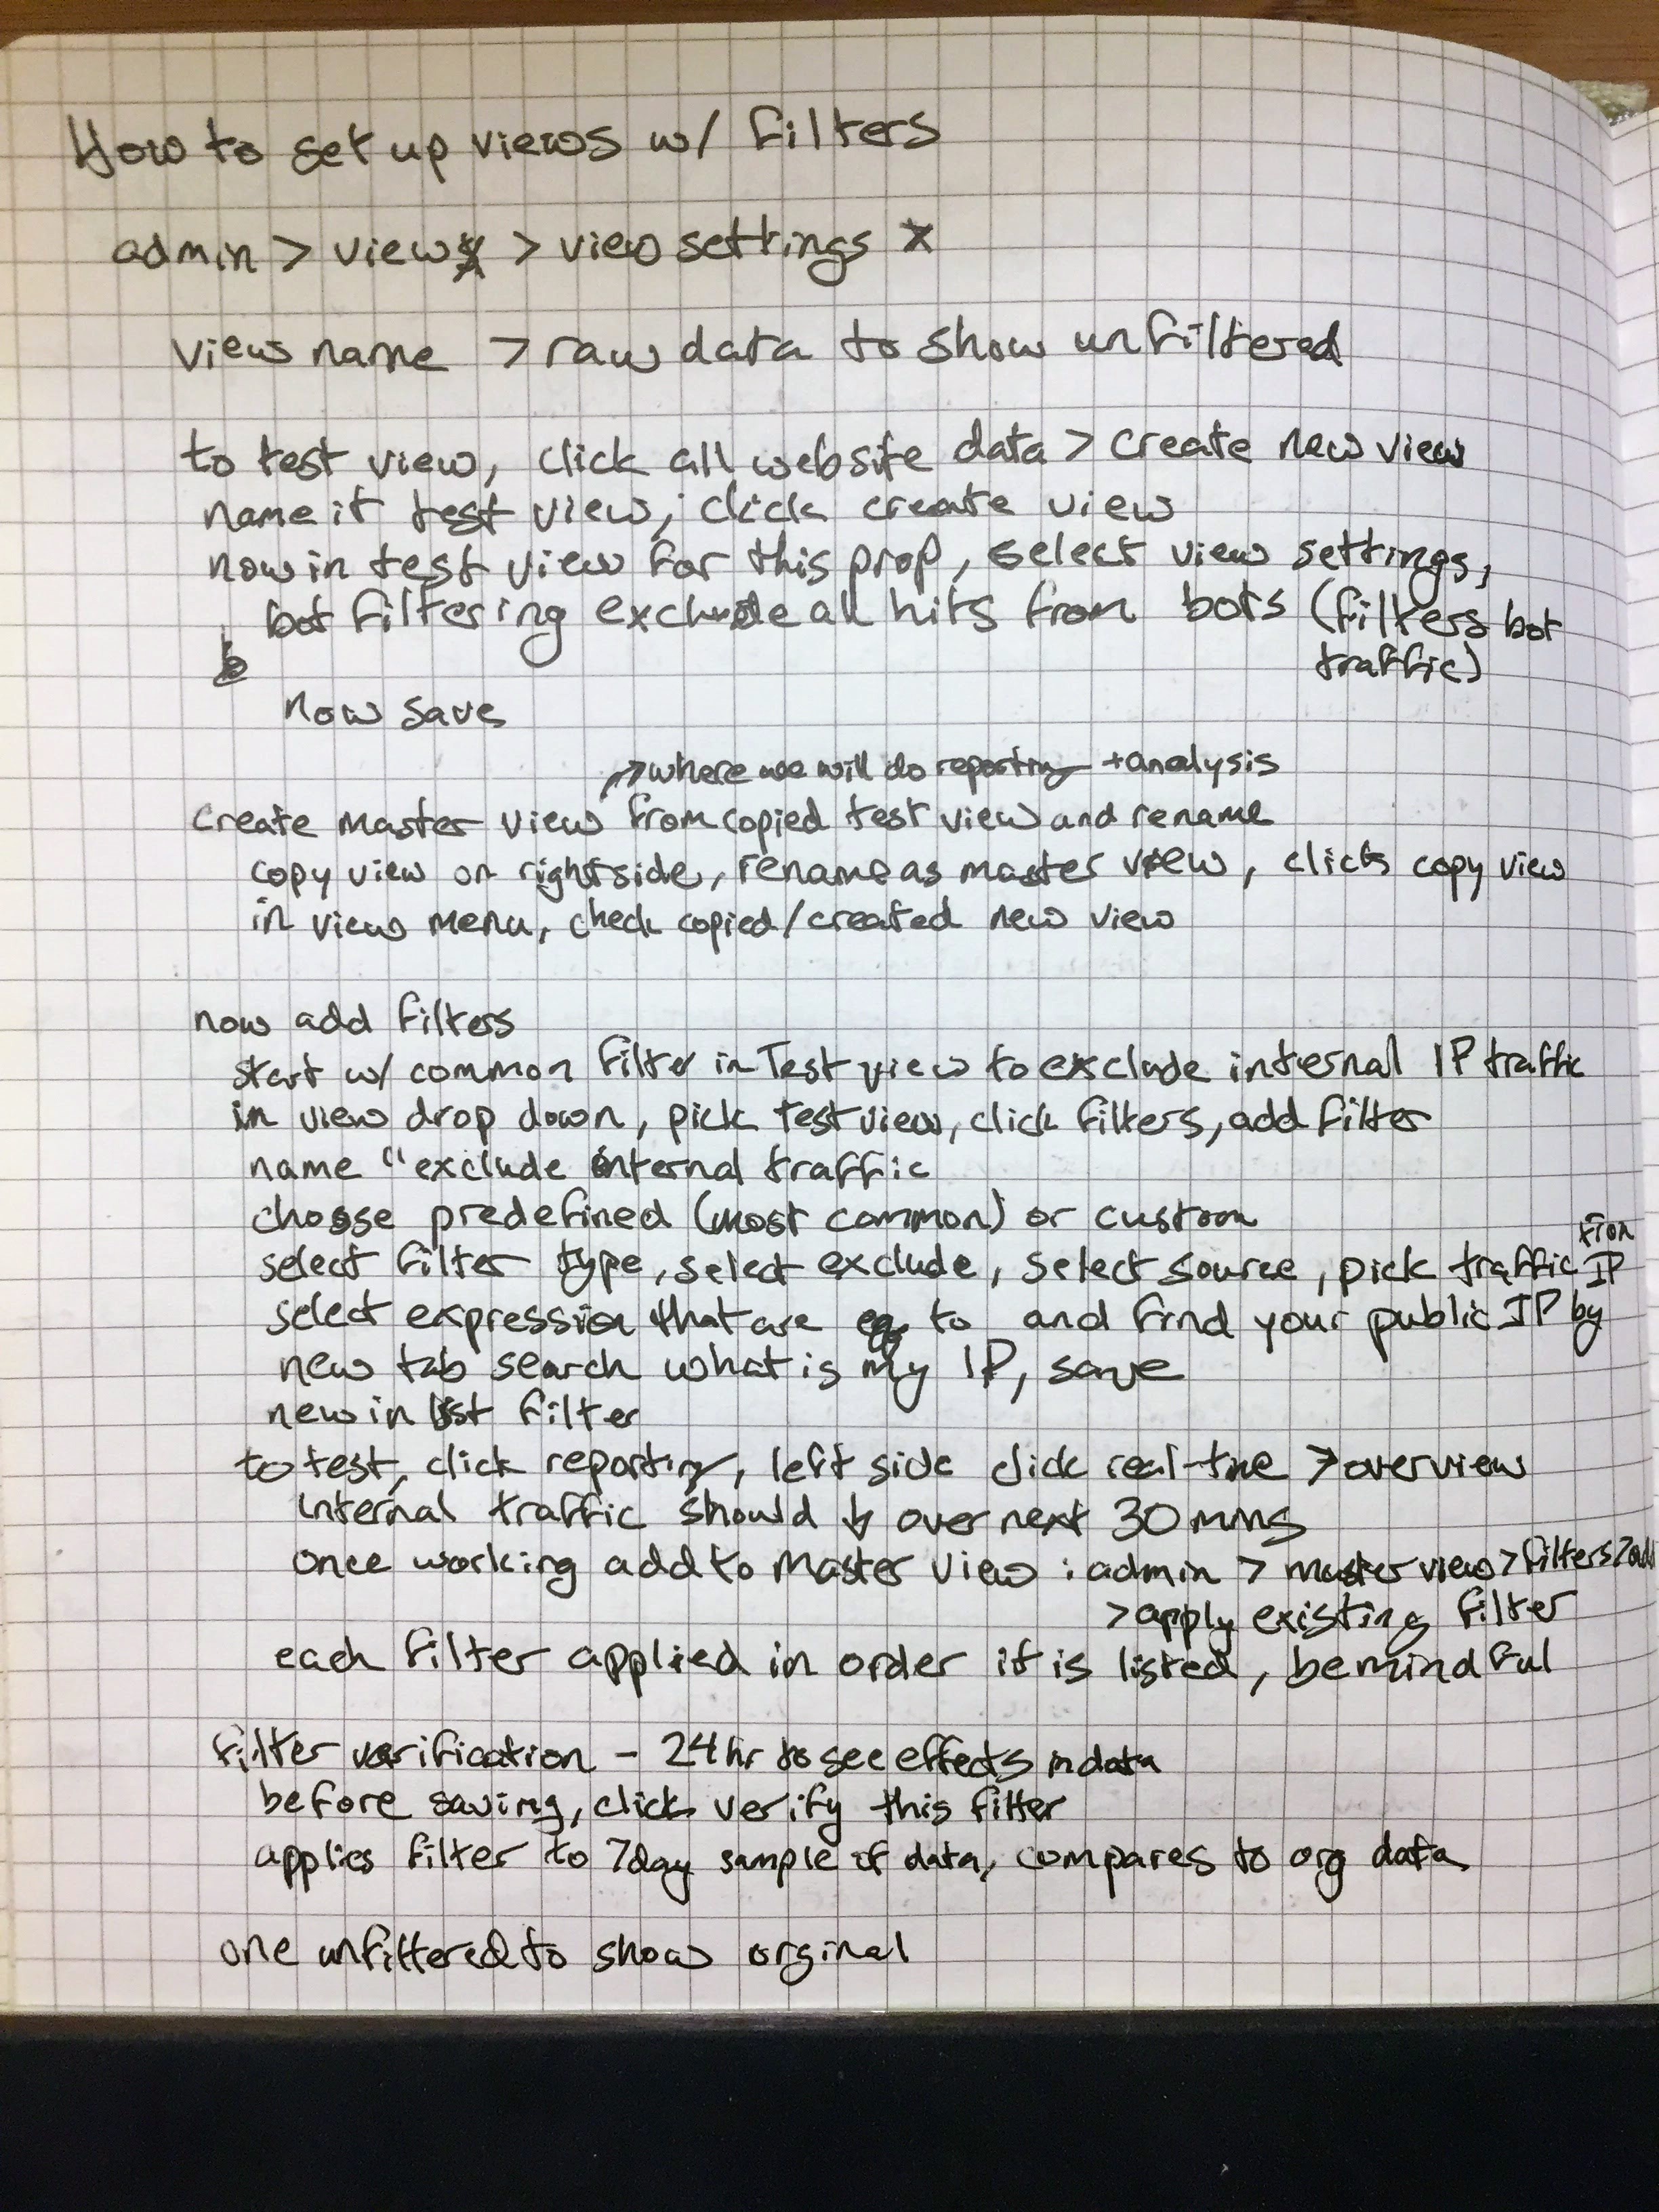 How to set up views w/ filters
admin > view > view settings *
view name > raw data to show unfiltered
to test view, click all website data > create new view
name it test view, click create view
now in test view for this prop, select view settings,
bot filtering exclude all hits from bots (filters bot
traffic)
now save
where we will do reporting + analysis
create master view from copied test view and rename
copy view on right side, rename as master view, click copy view
in view menu, check copied/created new view
now add filters
start w/ common filter in Test view to exclude internal IP traffic
in view drop down, pick test view, click filters, add filter
name "exclude internal traffic
choose predefined (most common) or custom
select filter type, select exclude, select source, pick traffic from IP
select expression that are eq to and find your public IP by
new tab search what is my IP, save
new in list filter
to test, click reporting, left side click real-time > overview
internal traffic should ↓ over next 30 mins
once working add to master view : admin > master view > filters > add
> apply existing filter
each filter applied in order it is listed, be mindful
filter verification - 24 hr to see effects in data
before saving, click verify this filter
applies filter to 7 day sample of data, compares to org data
one unfiltered to show orginal